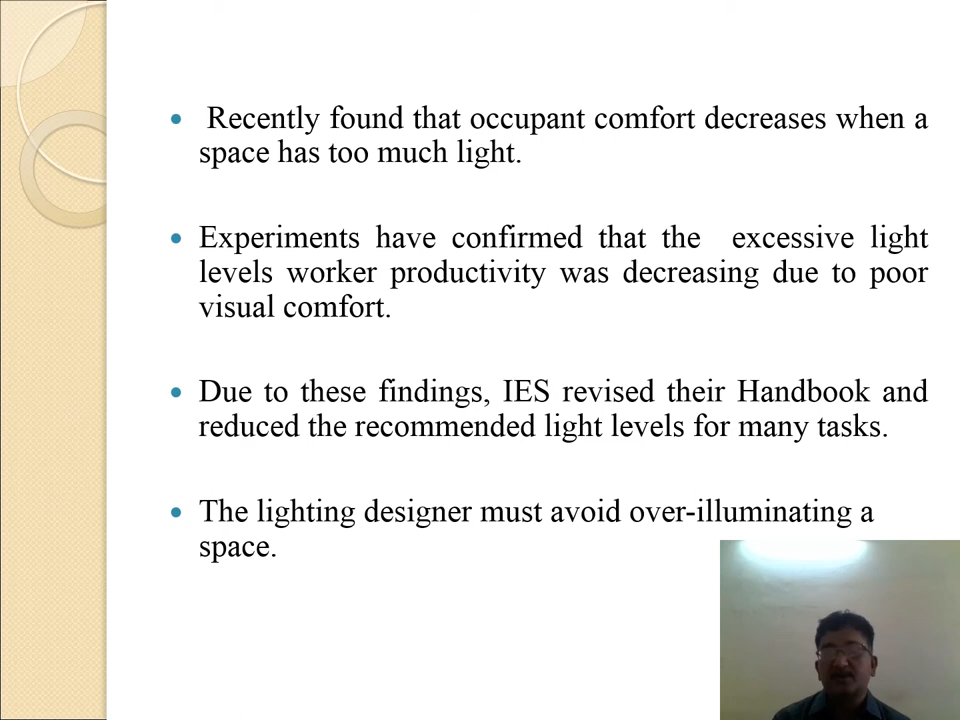 • Recently found that occupant comfort decreases when a
space has too much light.
• Experiments have confirmed that the excessive light
levels worker productivity was decreasing due to poor
visual comfort.
• Due to these findings, IES revised their Handbook and
reduced the recommended light levels for many tasks.
• The lighting designer must avoid over-illuminating a
space.